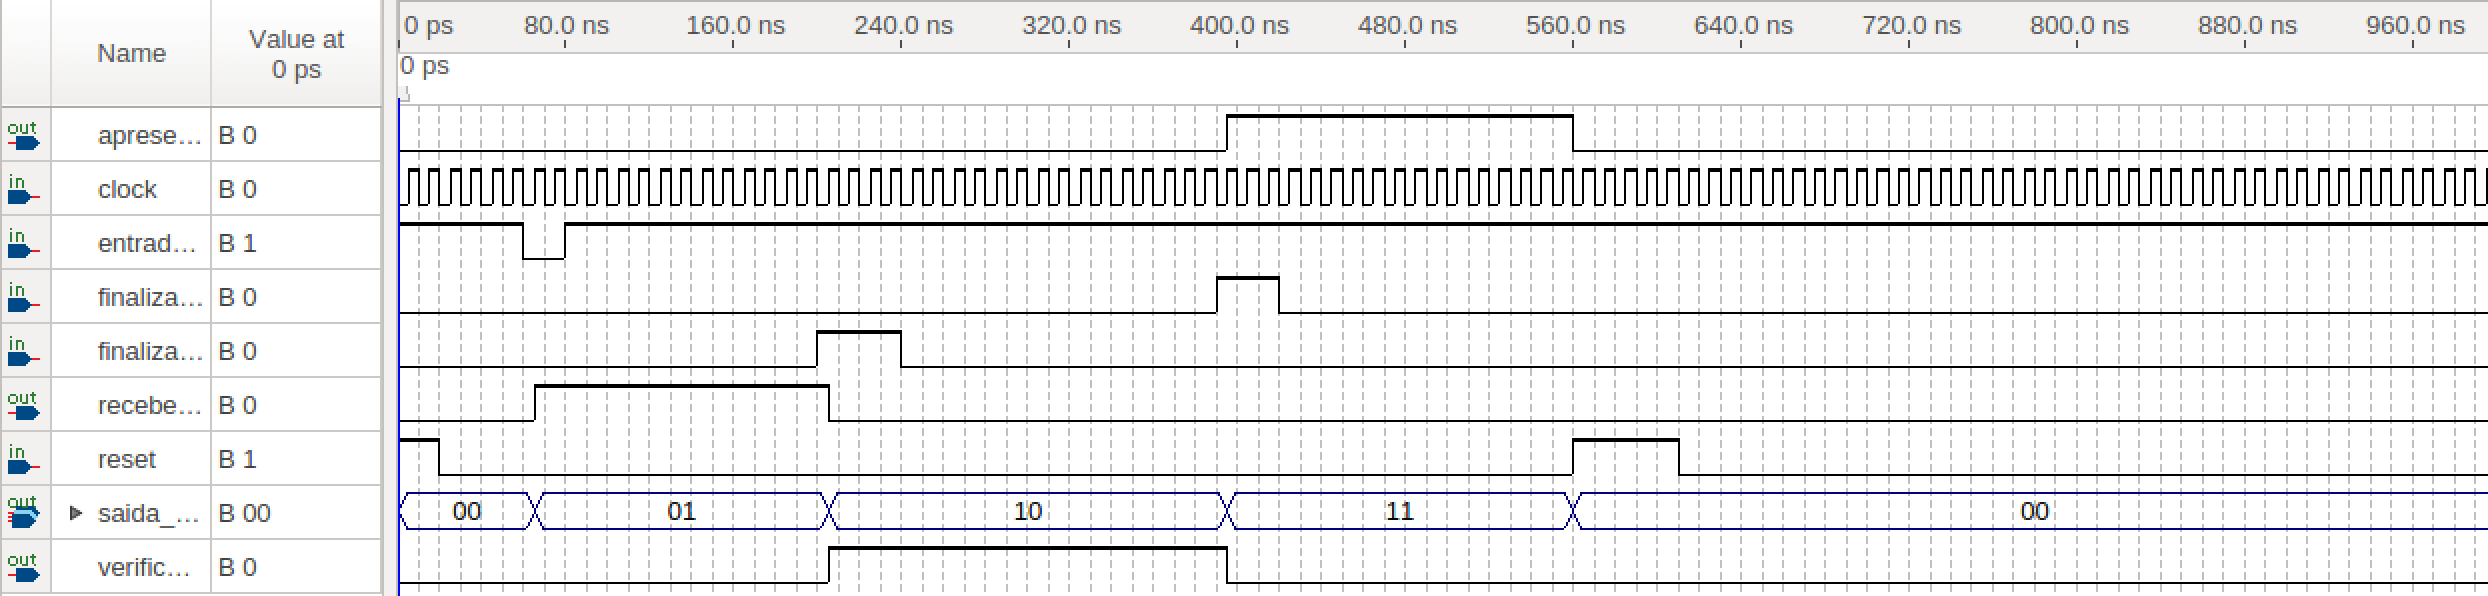 Name
Value at
0 ps
0 ps 80.0 ns 160.0 ns 240.0 ns 320.0 ns 400.0 ns 480.0 ns 560.0 ns 640.0 ns 720.0 ns 800.0 ns 880.0 ns 960.0 ns
0 ps
out aprese... B 0
in clock B 0
in entrad... B 1
in finaliza... B 0
in finaliza... B 0
out recebe... B 0
in reset B 1
out saida_... B 00 00 01 10 11 00
out verific... B 0